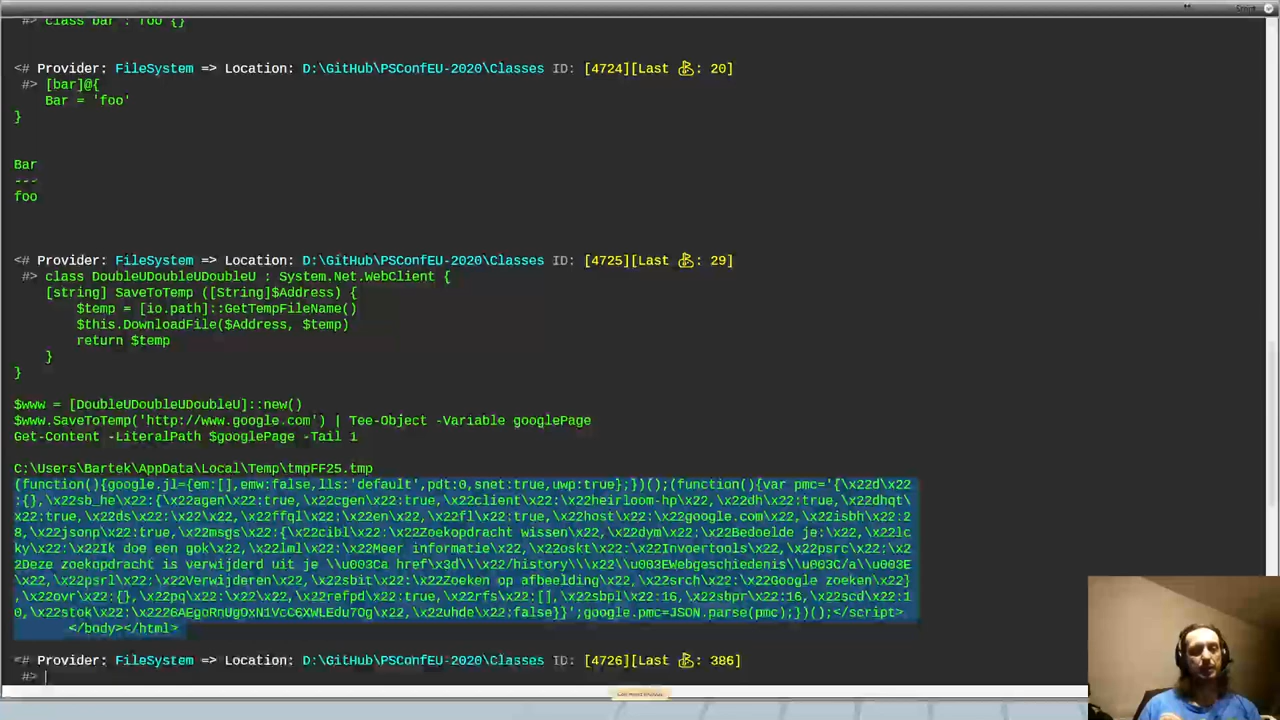 #> class bar : foo {}
<# Provider: FileSystem => Location: D:\GitHub\PSConfEU-2020\Classes ID: [4724][Last : 20]
#> [bar]@{
Bar = 'foo'
}
Bar
---
foo
<# Provider: FileSystem => Location: D:\GitHub\PSConfEU-2020\Classes ID: [4725][Last : 29]
#> class DoubleUDoubleUDoubleU : System.Net.WebClient {
[string] SaveToTemp ([String]$Address) {
$temp = [io.path]::GetTempFileName()
$this.DownloadFile($Address, $temp)
return $temp
}
}
$www = [DoubleUDoubleUDoubleU]::new()
$www.SaveToTemp('http://www.google.com') | Tee-Object -Variable googlePage
Get-Content -LiteralPath $googlePage -Tail 1
C:\Users\Bartek\AppData\Local\Temp\tmpFF25.tmp
(function(){google.jl={em:[],emw:false,lls:'default',pdt:0,snet:true,uwp:true};})();(function(){var pmc='{\x22d\x22
:{},\x22sb_he\x22:{\x22agen\x22:true,\x22cgen\x22:true,\x22client\x22:\x22heirloom-hp\x22,\x22dh\x22:true,\x22dhqt\
x22:true,\x22ds\x22:\x22\x22,\x22ffql\x22:\x22en\x22,\x22fl\x22:true,\x22host\x22:\x22google.com\x22,\x22isbh\x22:2
8,\x22jsonp\x22:true,\x22msgs\x22:{\x22cibl\x22:\x22Zoekopdracht wissen\x22,\x22dym\x22:\x22Bedoelde je:\x22,\x22lc
ky\x22:\x22Ik doe een gok\x22,\x22lml\x22:\x22Meer informatie\x22,\x22oskt\x22:\x22Invoertools\x22,\x22psrc\x22:\x2
2Deze zoekopdracht is verwijderd uit je \\u003Ca href\x3d\\\x22/history\\\x22\\u003EWebgeschiedenis\\u003C/a\\u003E
\x22,\x22psrl\x22:\x22Verwijderen\x22,\x22sbit\x22:\x22Zoeken op afbeelding\x22,\x22srch\x22:\x22Google zoeken\x22}
,\x22ovr\x22:{},\x22pq\x22:\x22\x22,\x22refpd\x22:true,\x22rfs\x22:[],\x22sbpl\x22:16,\x22sbpr\x22:16,\x22scd\x22:1
0,\x22stok\x22:\x22 \x22,\x22uhde\x22:false}}';google.pmc=JSON.parse(pmc);})();</script>
</body></html>
<# Provider: FileSystem => Location: D:\GitHub\PSConfEU-2020\Classes ID: [4726][Last : 386]
#>